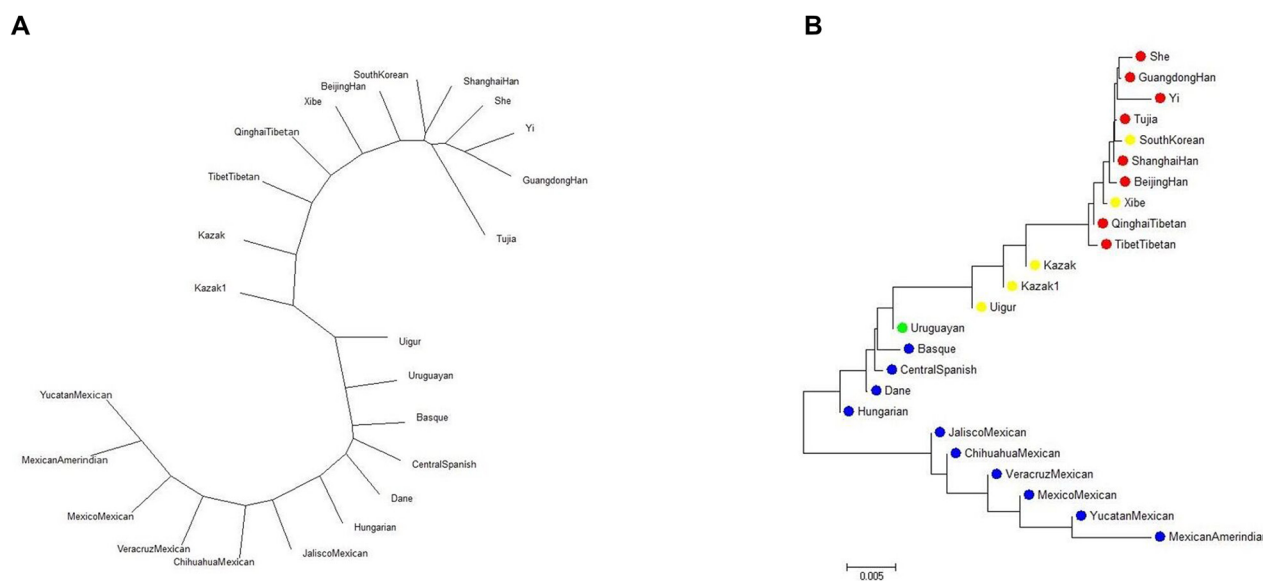 A
SouthKorean
BeijingHan
ShanghaiHan
Xibe
She
Yi
QinghaiTibetan
GuangdongHan
TibetTibetan
Tujia
Kazak
Kazak1
Uigur
Uruguayan
Basque
CentralSpanish
Dane
Hungarian
JaliscoMexican
ChihuahuaMexican
VeracruzMexican
MexicoMexican
MexicanAmerindian
YucatanMexican
B
She
GuangdongHan
Yi
Tujia
SouthKorean
ShanghaiHan
BeijingHan
Xibe
QinghaiTibetan
TibetTibetan
Kazak
Kazak1
Uigur
Uruguayan
Basque
CentralSpanish
Dane
Hungarian
JaliscoMexican
ChihuahuaMexican
VeracruzMexican
MexicoMexican
YucatanMexican
MexicanAmerindian
0.005